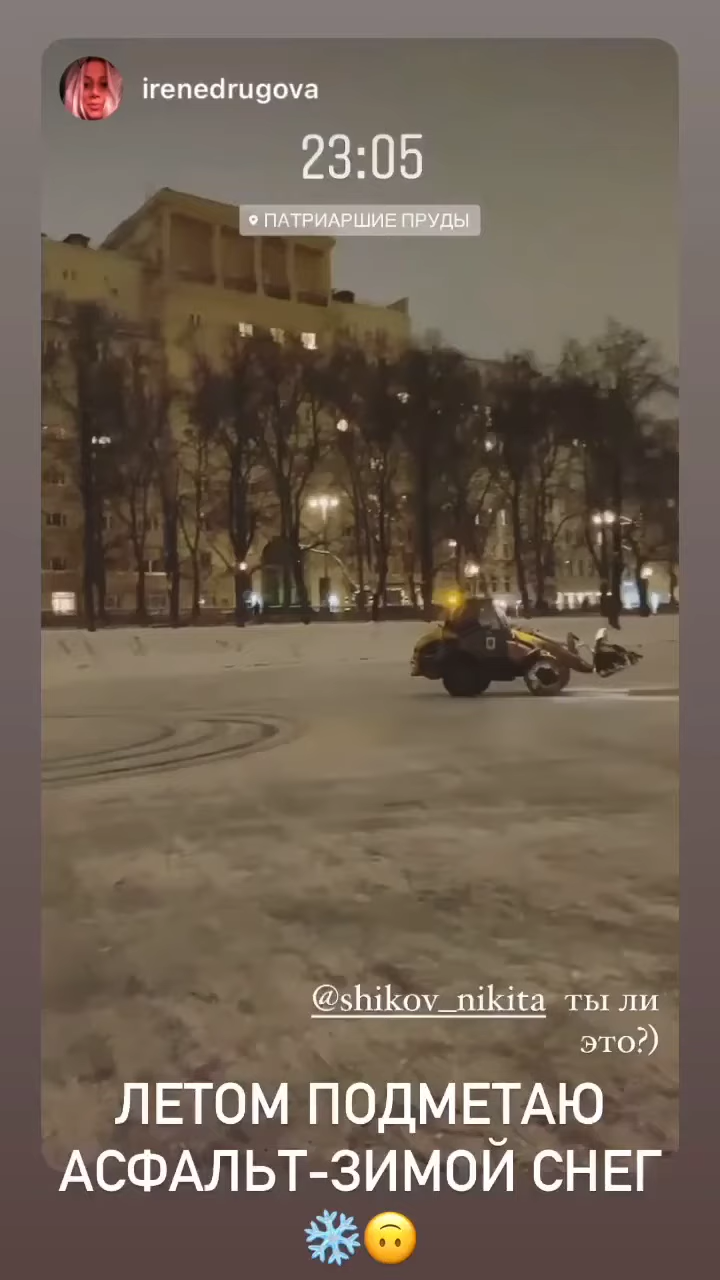 irenedrugova
23:05
ПАТРИАРШИЕ ПРУДЫ
@shikov_nikita ты ли
это?)
ЛЕТОМ ПОДМЕТАЮ
АСФАЛЬТ-ЗИМОЙ СНЕГ
❄️🙃